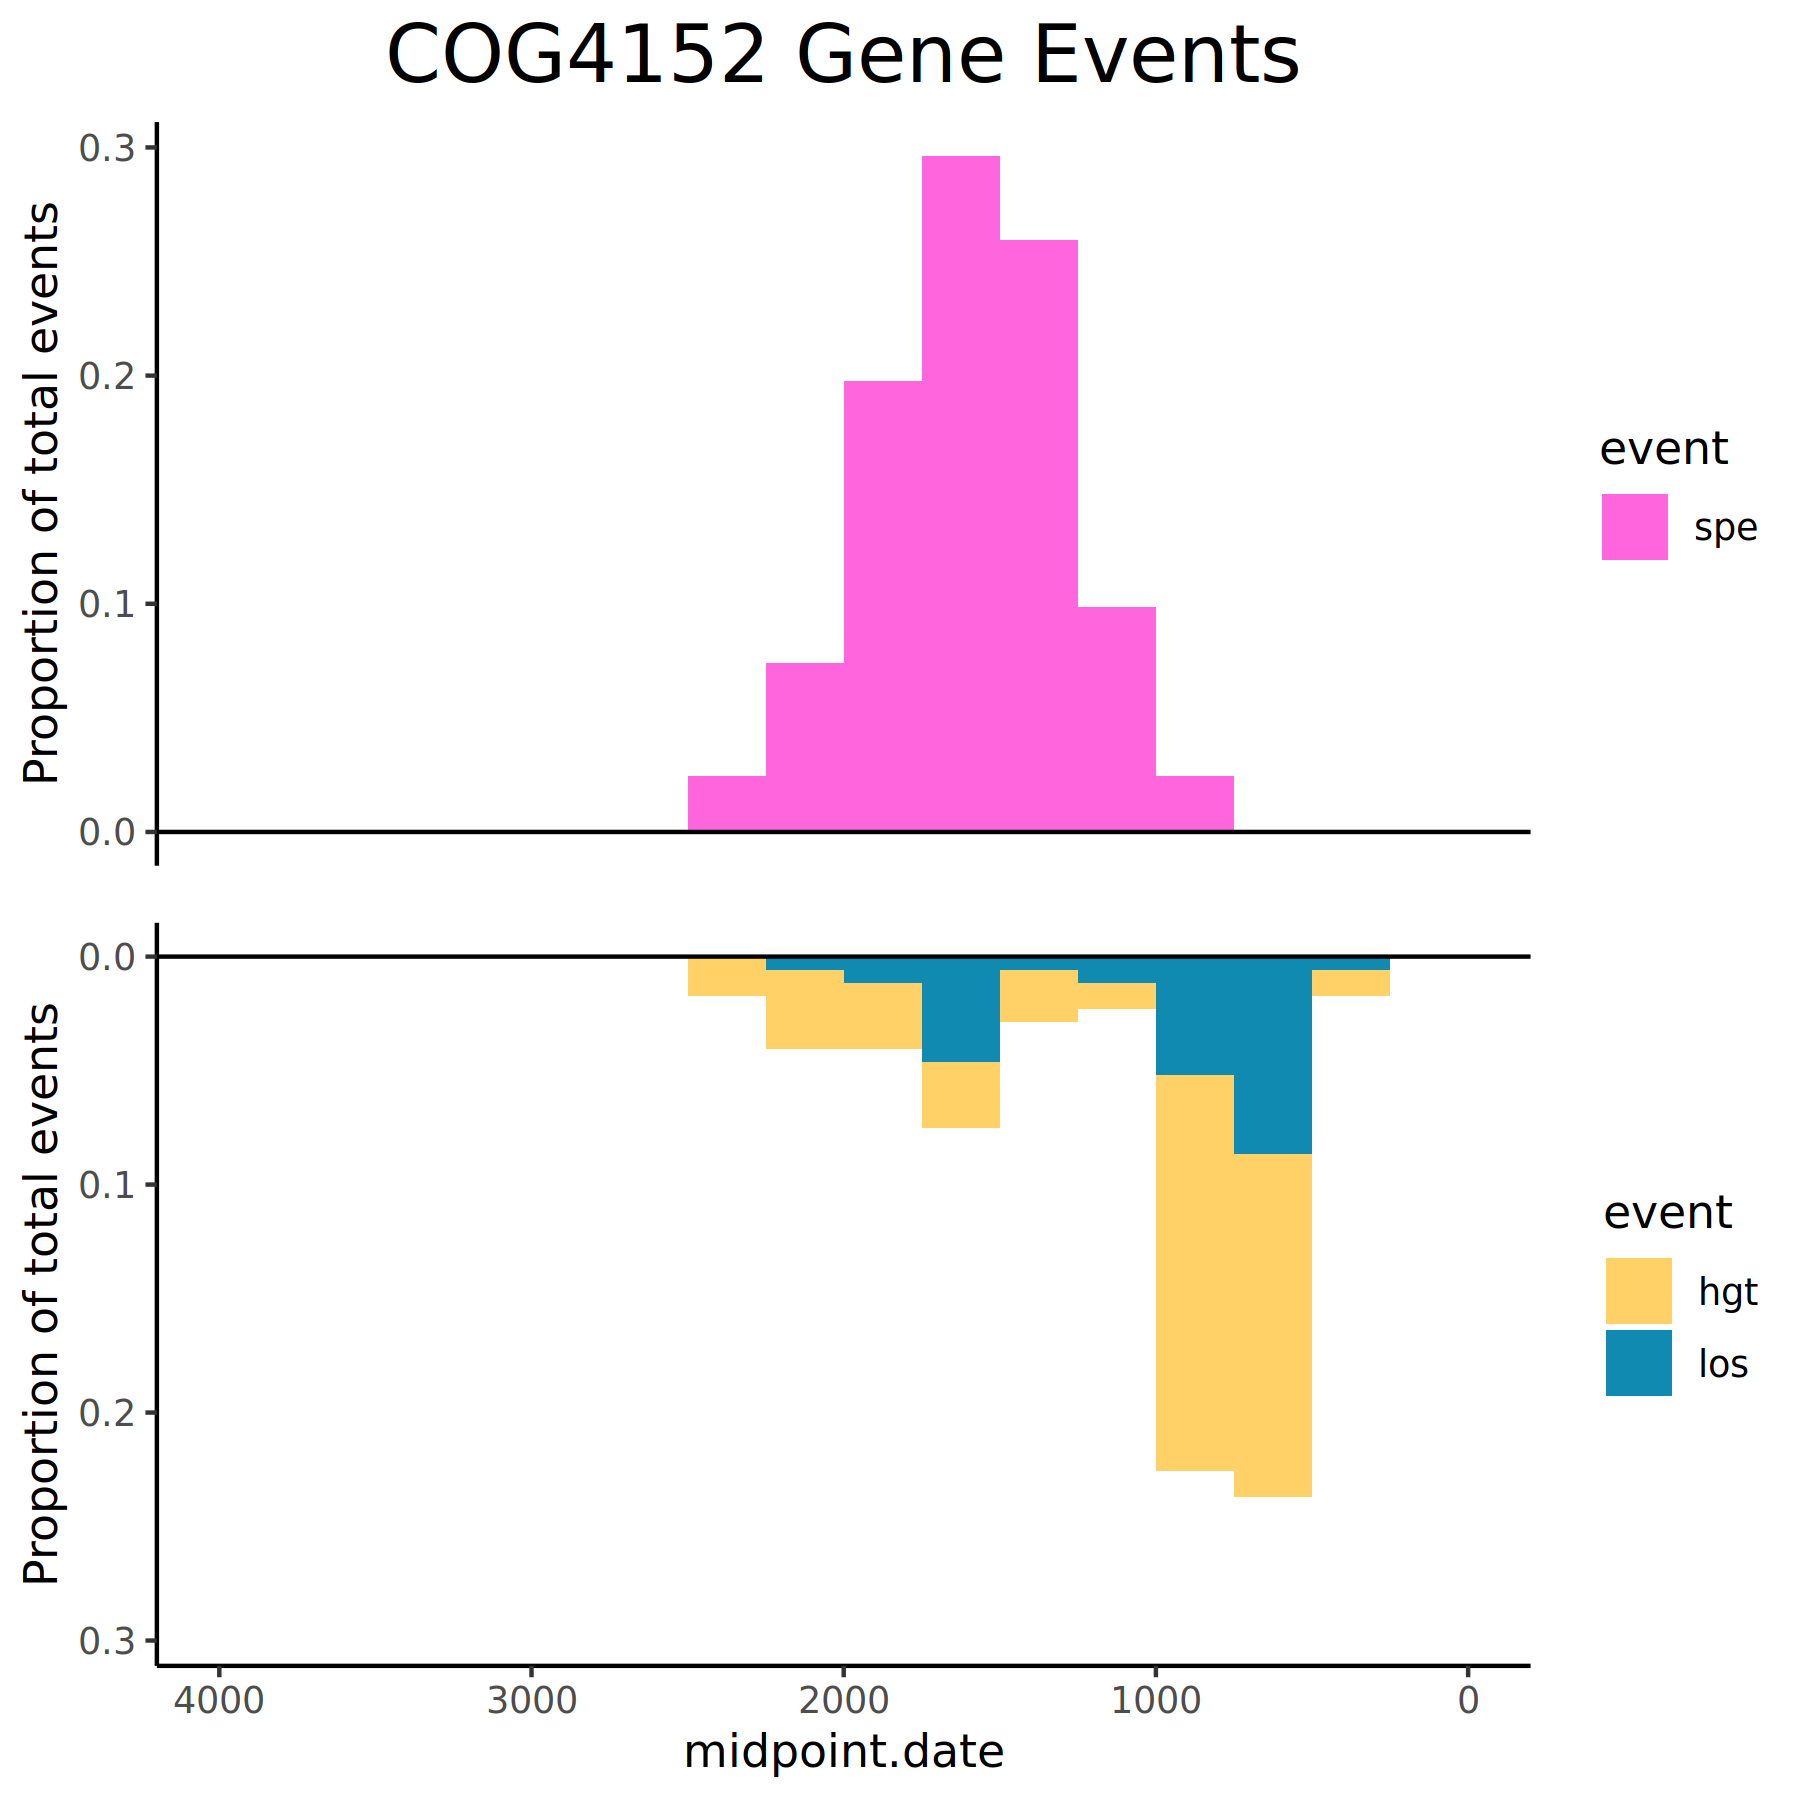 COG4152 Gene Events
Proportion of total events
0.3
0.2
0.1
0.0
event
spe
Proportion of total events
0.0
0.1
0.2
0.3
event
hgt
los
4000 3000 2000 1000 0
midpoint.date